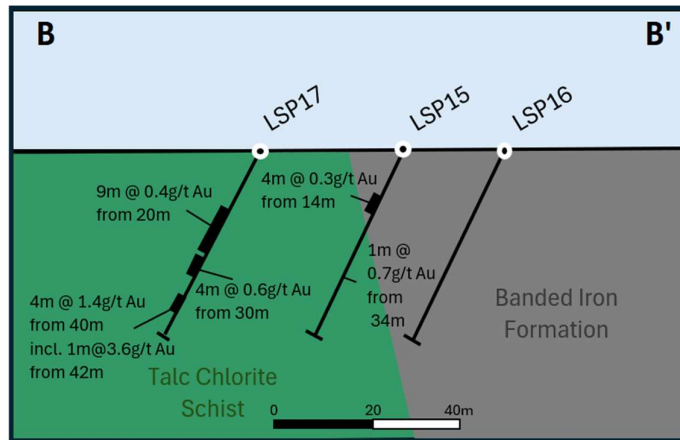 B
B'
LSP17
LSP15
LSP16
9m @ 0.4g/t Au
from 20m
4m @ 0.3g/t Au
from 14m
4m @ 0.6g/t Au
from 30m
1m @
0.7g/t Au
from
34m
4m @ 1.4g/t Au
from 40m
incl. 1m@3.6g/t Au
from 42m
Banded Iron
Formation
Talc Chlorite
Schist
0
20
40m